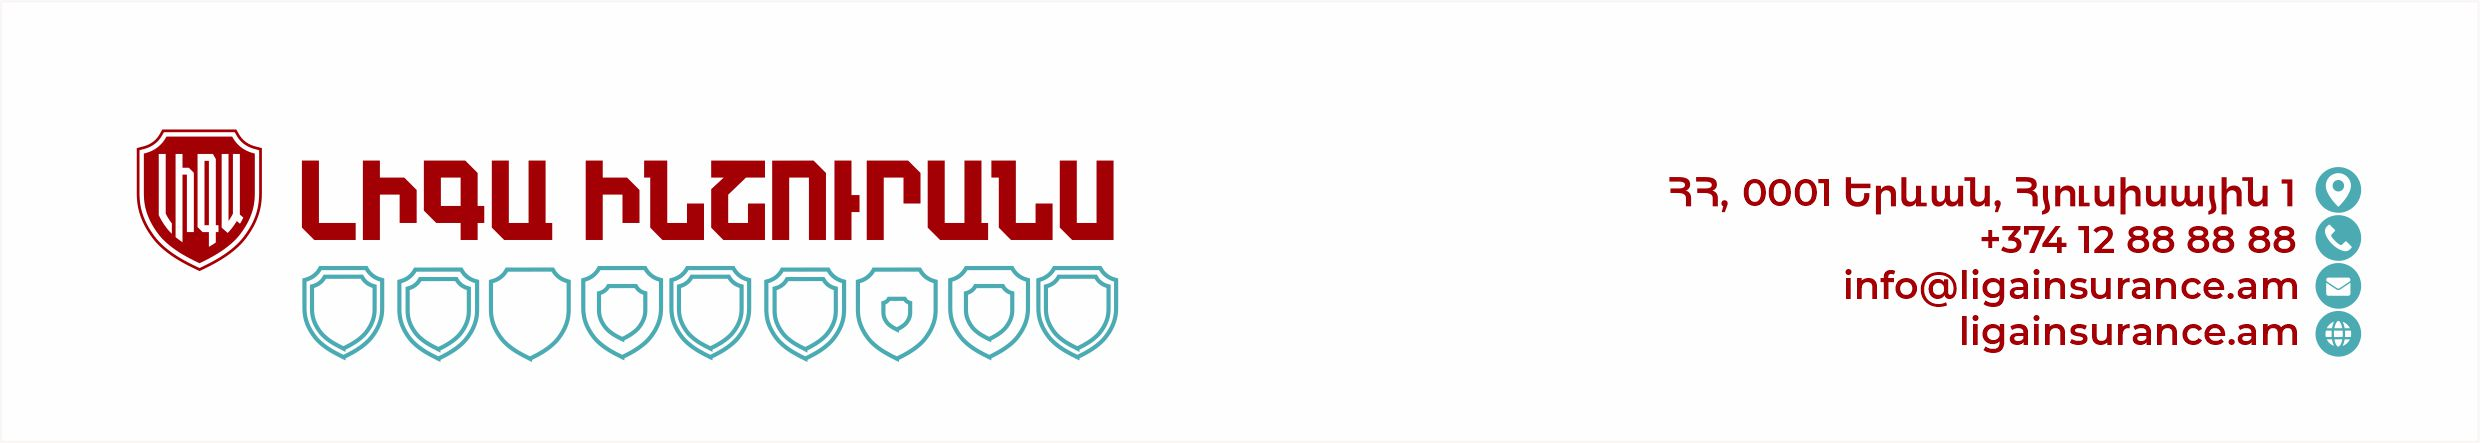 լիգա
ԼԻԳԱ ԻՆՇՈՒՐԱՆՍ
ՀՀ, 0001 Երևան, Հյուսիսային 1
+374 12 88 88 88
info@ligainsurance.am
ligainsurance.am